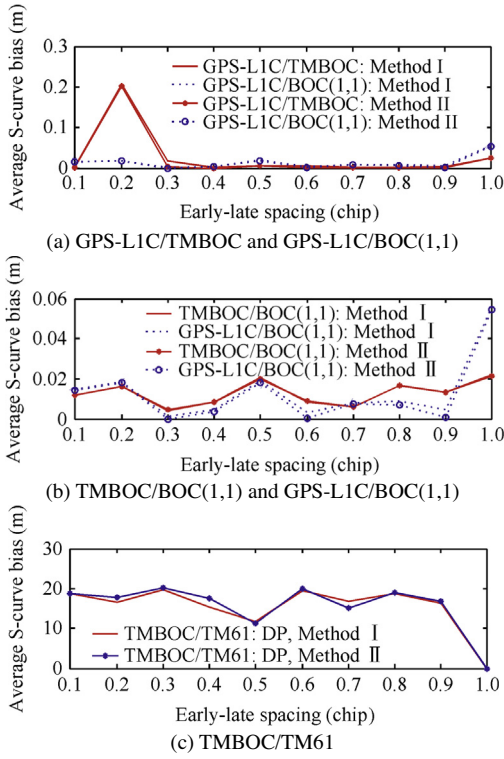 Average S-curve bias (m)
0.3
0.2
0.1
0
GPS-L1C/TMBOC: Method Ⅰ
GPS-L1C/BOC(1,1): Method Ⅰ
GPS-L1C/TMBOC: Method Ⅱ
GPS-L1C/BOC(1,1): Method Ⅱ
0.1 0.2 0.3 0.4 0.5 0.6 0.7 0.8 0.9 1.0
Early-late spacing (chip)
(a) GPS-L1C/TMBOC and GPS-L1C/BOC(1,1)
Average S-curve bias (m)
0.06
0.04
0.02
0
TMBOC/BOC(1,1): Method Ⅰ
GPS-L1C/BOC(1,1): Method Ⅰ
TMBOC/BOC(1,1): Method Ⅱ
GPS-L1C/BOC(1,1): Method Ⅱ
0.1 0.2 0.3 0.4 0.5 0.6 0.7 0.8 0.9 1.0
Early-late spacing (chip)
(b) TMBOC/BOC(1,1) and GPS-L1C/BOC(1,1)
Average S-curve bias (m)
30
20
10
0
TMBOC/TM61: DP, Method Ⅰ
TMBOC/TM61: DP, Method Ⅱ
0.1 0.2 0.3 0.4 0.5 0.6 0.7 0.8 0.9 1.0
Early-late spacing (chip)
(c) TMBOC/TM61